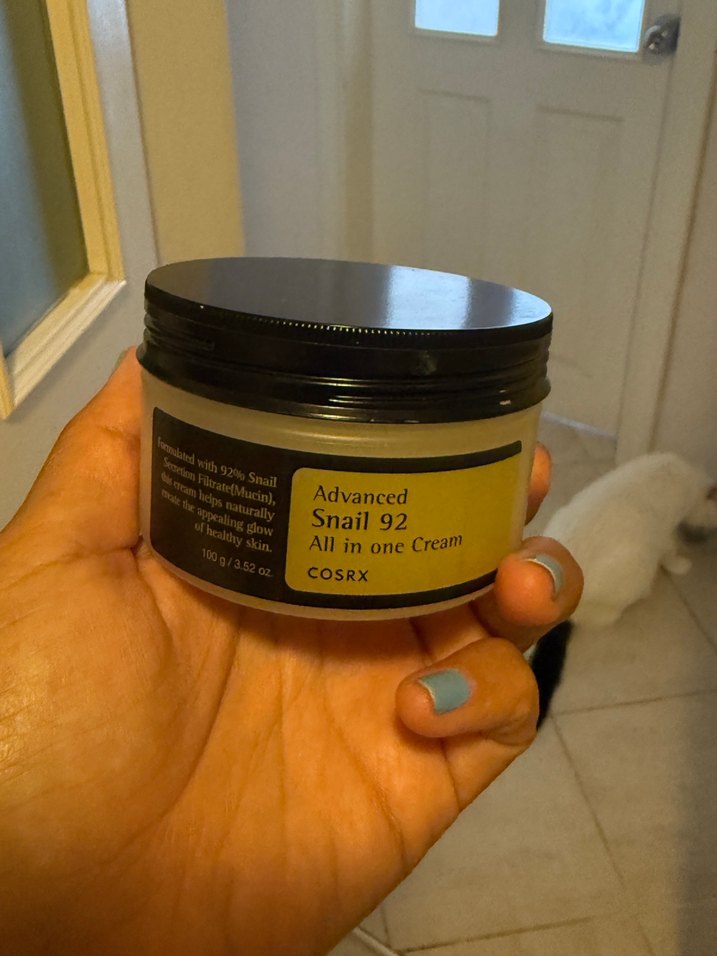 Formulated with 92% Snail
Secretion Filtrate(Mucin),
this cream helps naturally
create the appealing glow
of healthy skin.
100 g / 3.52 oz.
Advanced
Snail 92
All in one Cream
COSRX